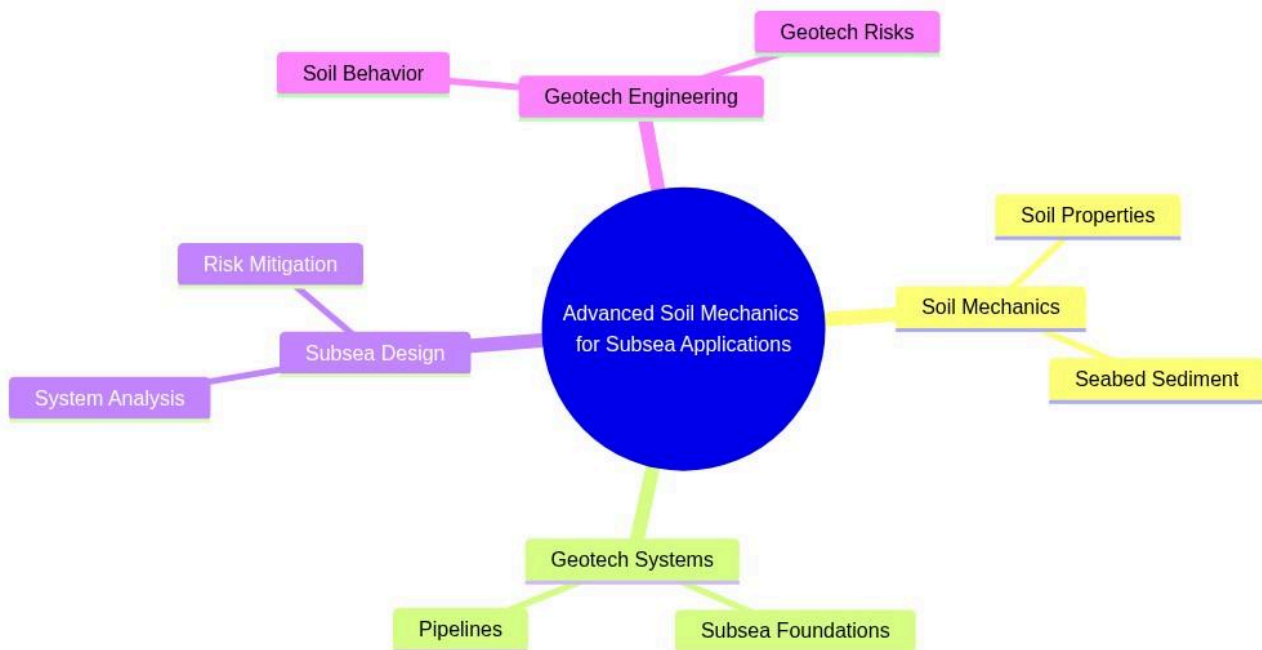 Geotech Risks
Soil Behavior
Geotech Engineering
Soil Properties
Risk Mitigation
Soil Mechanics
Advanced Soil Mechanics
for Subsea Applications
Subsea Design
Seabed Sediment
System Analysis
Geotech Systems
Pipelines
Subsea Foundations